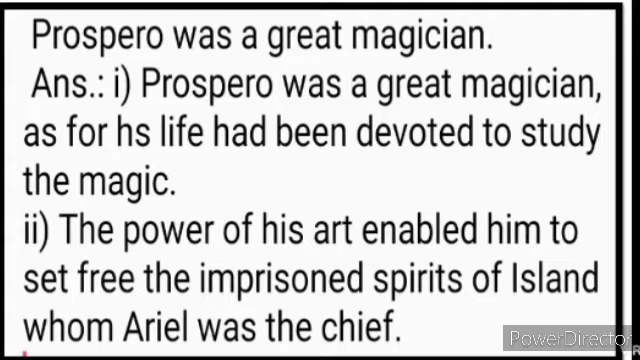 Prospero was a great magician.
Ans.: i) Prospero was a great magician,
as for hs life had been devoted to study
the magic.
ii) The power of his art enabled him to
set free the imprisoned spirits of Island
whom Ariel was the chief.
PowerDirector